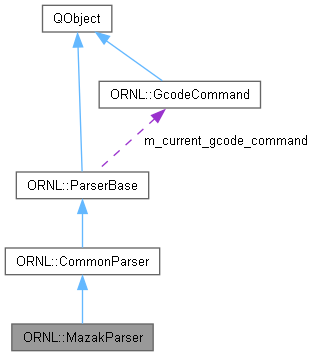 QObject
ORNL::GcodeCommand
m_current_gcode_command
ORNL::ParserBase
ORNL::CommonParser
ORNL::MazakParser